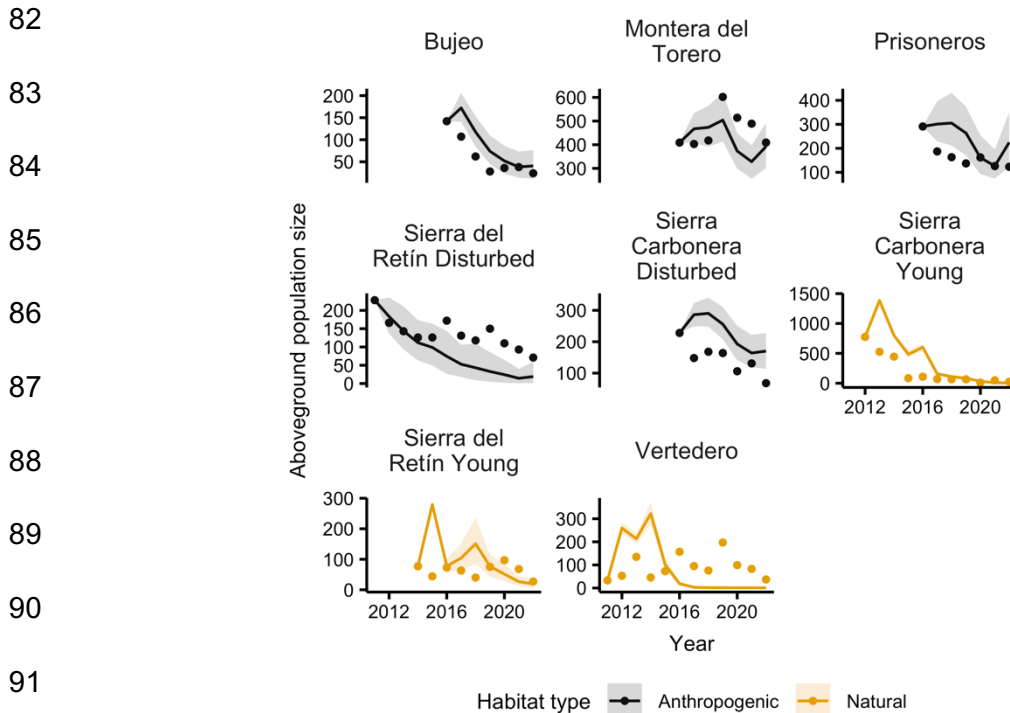 82
Bujeo
Montera del
Torero
Prisoneros
83
200
150
100
50
600
500
400
300
400
300
200
100
84
Aboveground population size
85
Sierra del
Retín Disturbed
Sierra
Carbonera
Disturbed
Sierra
Carbonera
Young
86
200
150
100
50
0
300
200
100
1500
1000
500
0
87
2012 2016 2020
88
Sierra del
Retín Young
Vertedero
89
300
200
100
0
300
200
100
0
90
2012 2016 2020
2012 2016 2020
Year
91
Habitat type Anthropogenic Natural